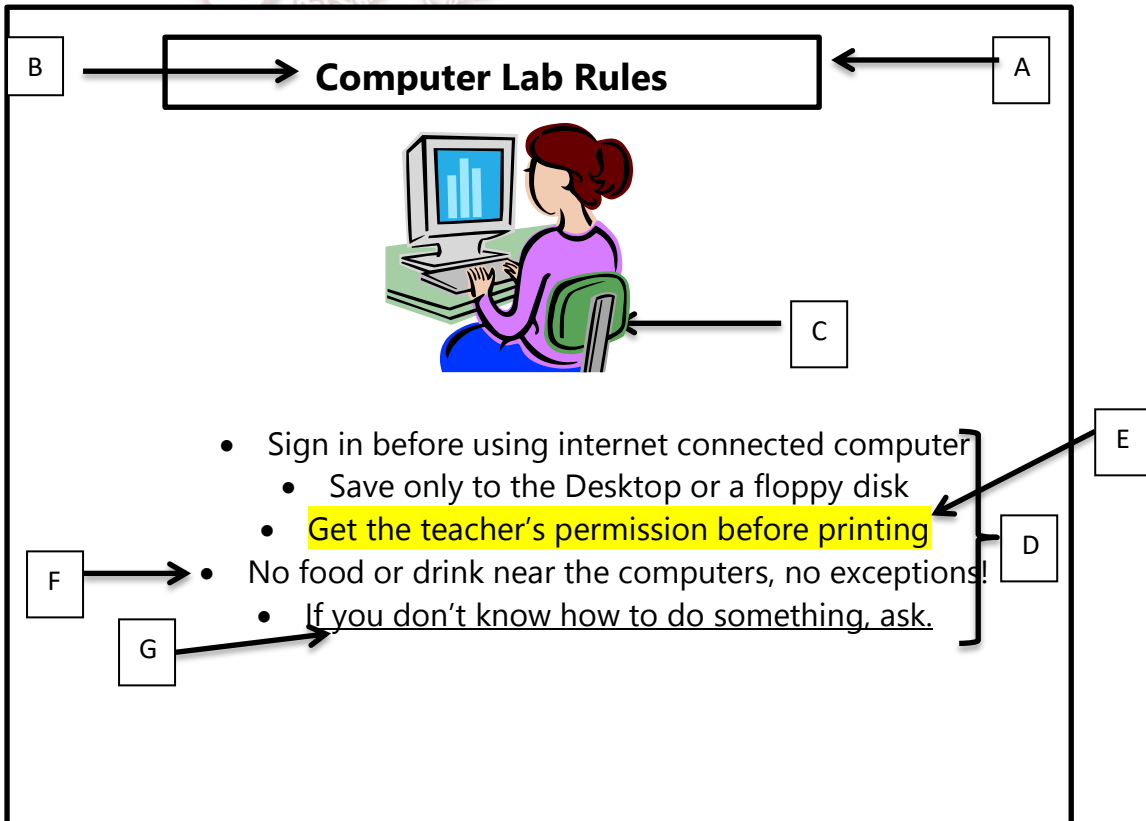 B
Computer Lab Rules
A
C
• Sign in before using internet connected computer
E
• Save only to the Desktop or a floppy disk
• Get the teacher’s permission before printing
D
F
• No food or drink near the computers, no exceptions!
• If you don’t know how to do something, ask.
G